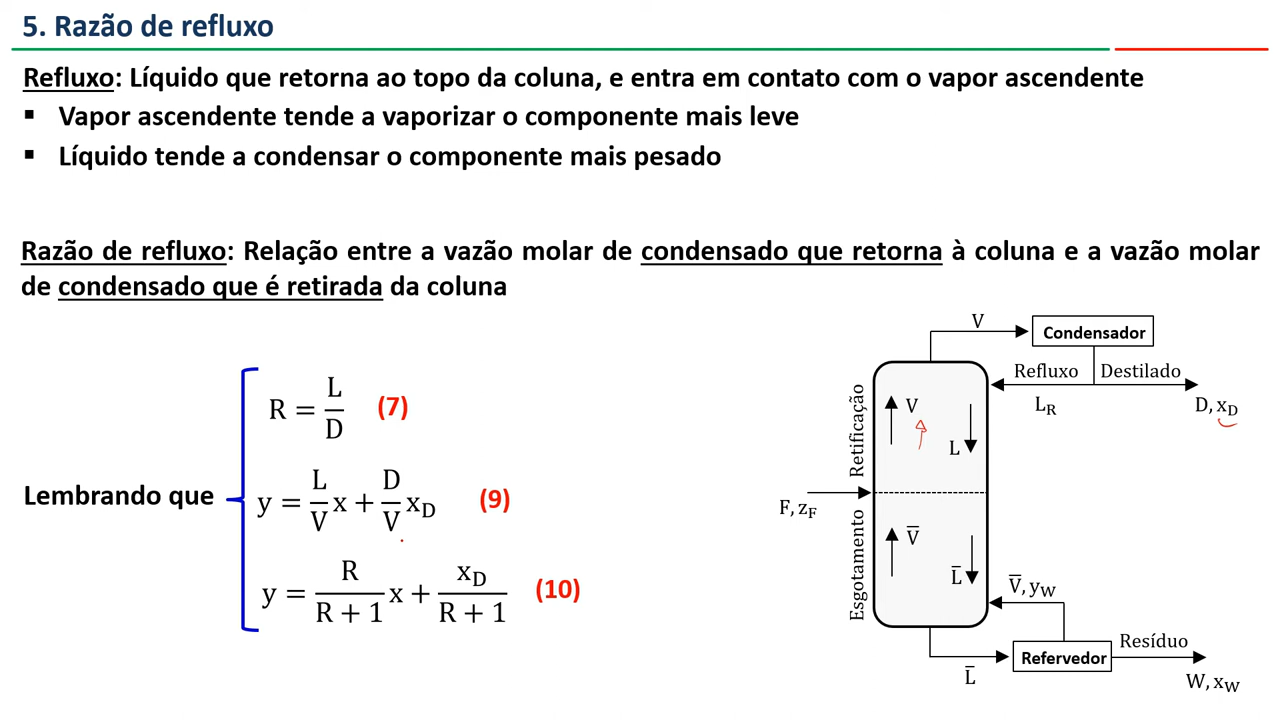 5. Razão de refluxo
Refluxo: Líquido que retorna ao topo da coluna, e entra em contato com o vapor ascendente
▪ Vapor ascendente tende a vaporizar o componente mais leve
▪ Líquido tende a condensar o componente mais pesado
Razão de refluxo: Relação entre a vazão molar de condensado que retorna à coluna e a vazão molar
de condensado que é retirada da coluna
Lembrando que
R = L/D (7)
y = L/V x + D/V x_D (9)
y = R/(R + 1) x + x_D/(R + 1) (10)
V
Condensador
Refluxo
Destilado
L_R
D, x_D
Retificação
V
L
F, z_F
Esgotamento
V̅
L̅
V̅, y_W
Refervedor
Resíduo
L̅
W, x_W